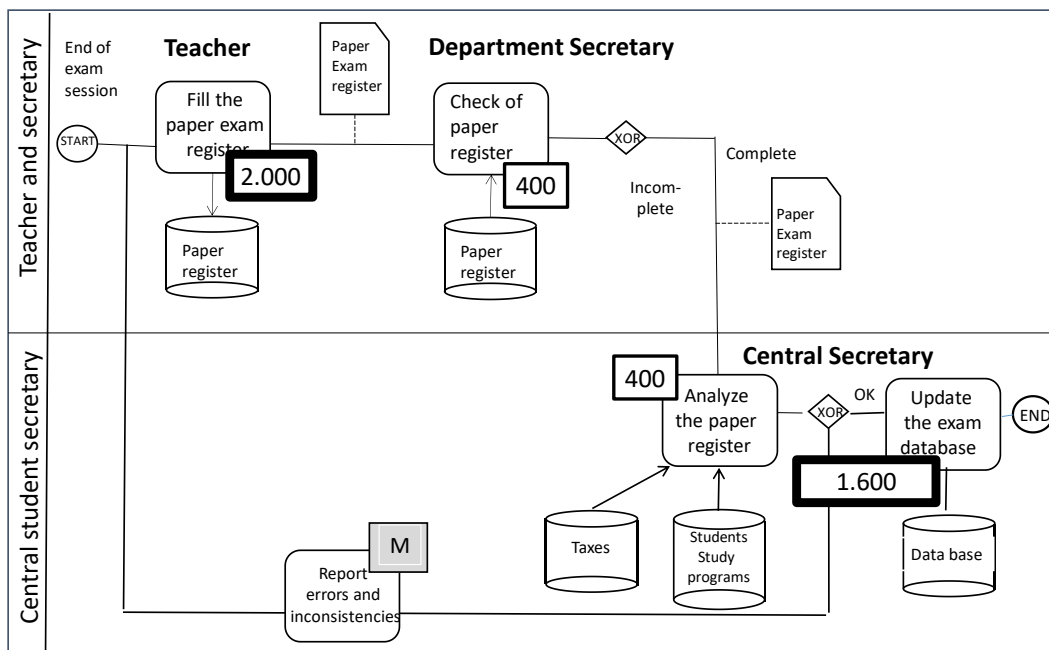 Teacher and secretary
End of
exam
session
Teacher
Department Secretary
Paper
Exam
register
START
Fill the
paper exam
register
2.000
Check of
paper
register
400
XOR
Complete
Incom-
plete
Paper
Exam
register
Paper
register
Paper
register
Central student secretary
Central Secretary
400
Analyze
the paper
register
XOR
OK
Update
the exam
database
END
1.600
Taxes
Students
Study
programs
Data base
M
Report
errors and
inconsistencies